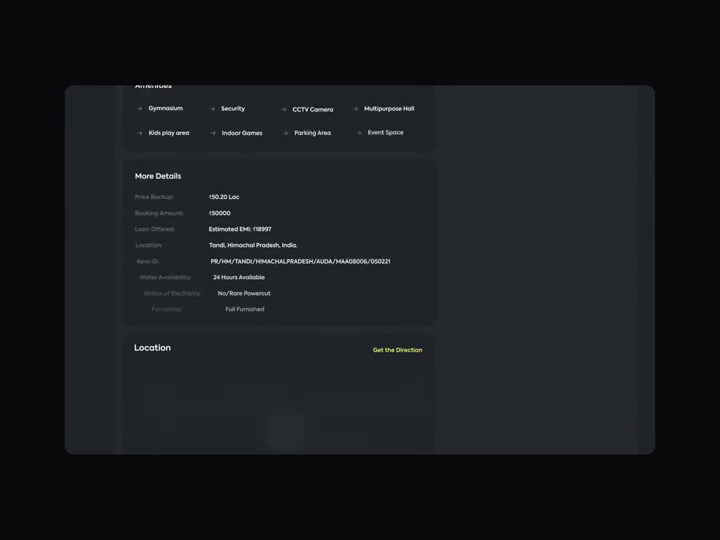 Amenities
→ Gymnasium → Security → CCTV Camera → Multipurpose Hall
→ Kids play area → Indoor Games → Parking Area → Event Space
More Details
Price Backup: ₹50.20 Lac
Booking Amount: ₹50000
Loan Offered: Estimated EMI: ₹18997
Location: Tandi, Himachal Pradesh, India.
Rera ID: PR/HM/TANDI/HIMACHALPRADESH/AUDA/MAA08006/050221
Water Availability: 24 Hours Available
Status of Electricity: No/Rare Powercut
Furnishing: Full Furnished
Location Get the Direction